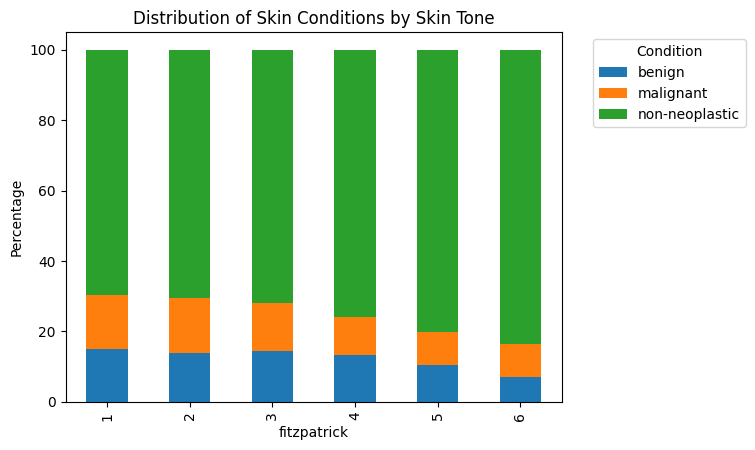 Distribution of Skin Conditions by Skin Tone
Condition
benign
malignant
non-neoplastic
Percentage
100
80
60
40
20
0
1 2 3 4 5 6
fitzpatrick